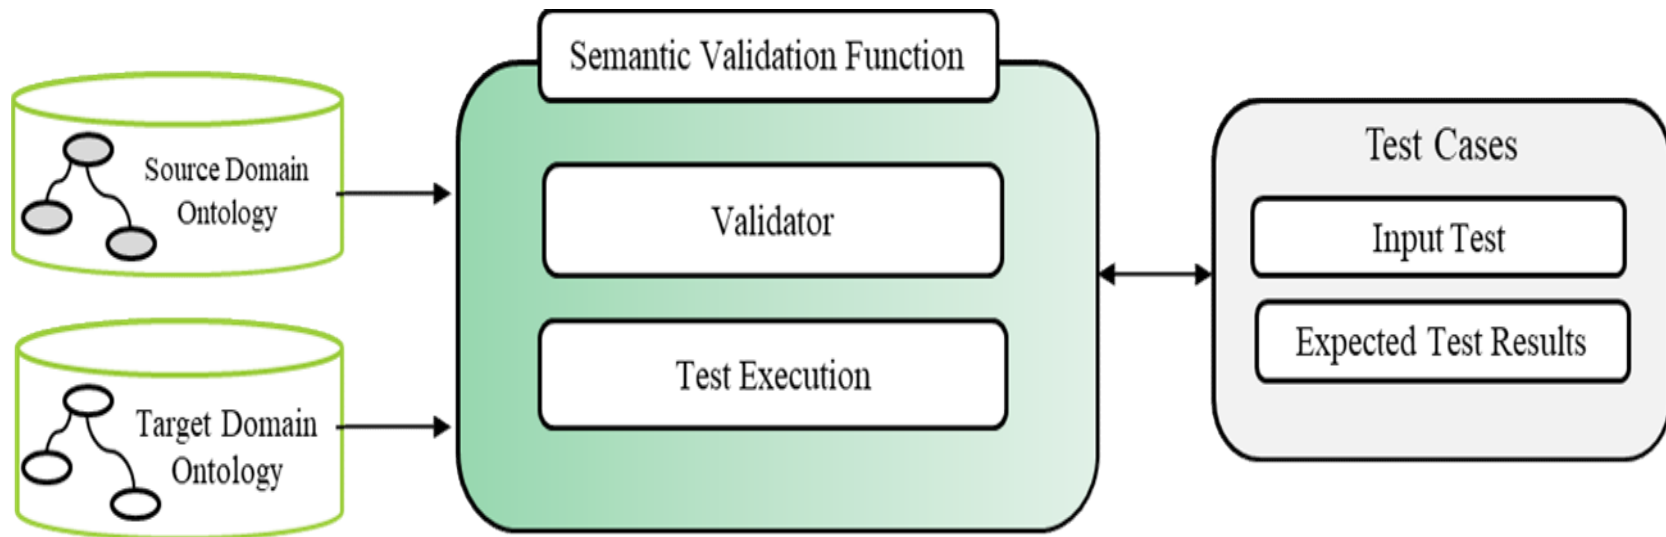 Semantic Validation Function
Source Domain
Ontology
Validator
Test Execution
Target Domain
Ontology
Test Cases
Input Test
Expected Test Results